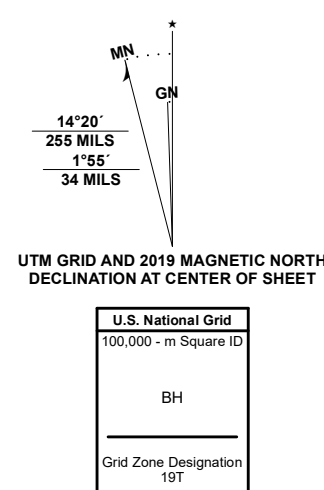 ★
MN
GN
14°20´
255 MILS
1°55´
34 MILS
UTM GRID AND 2019 MAGNETIC NORTH
DECLINATION AT CENTER OF SHEET
U.S. National Grid
100,000 - m Square ID
BH
Grid Zone Designation
19T